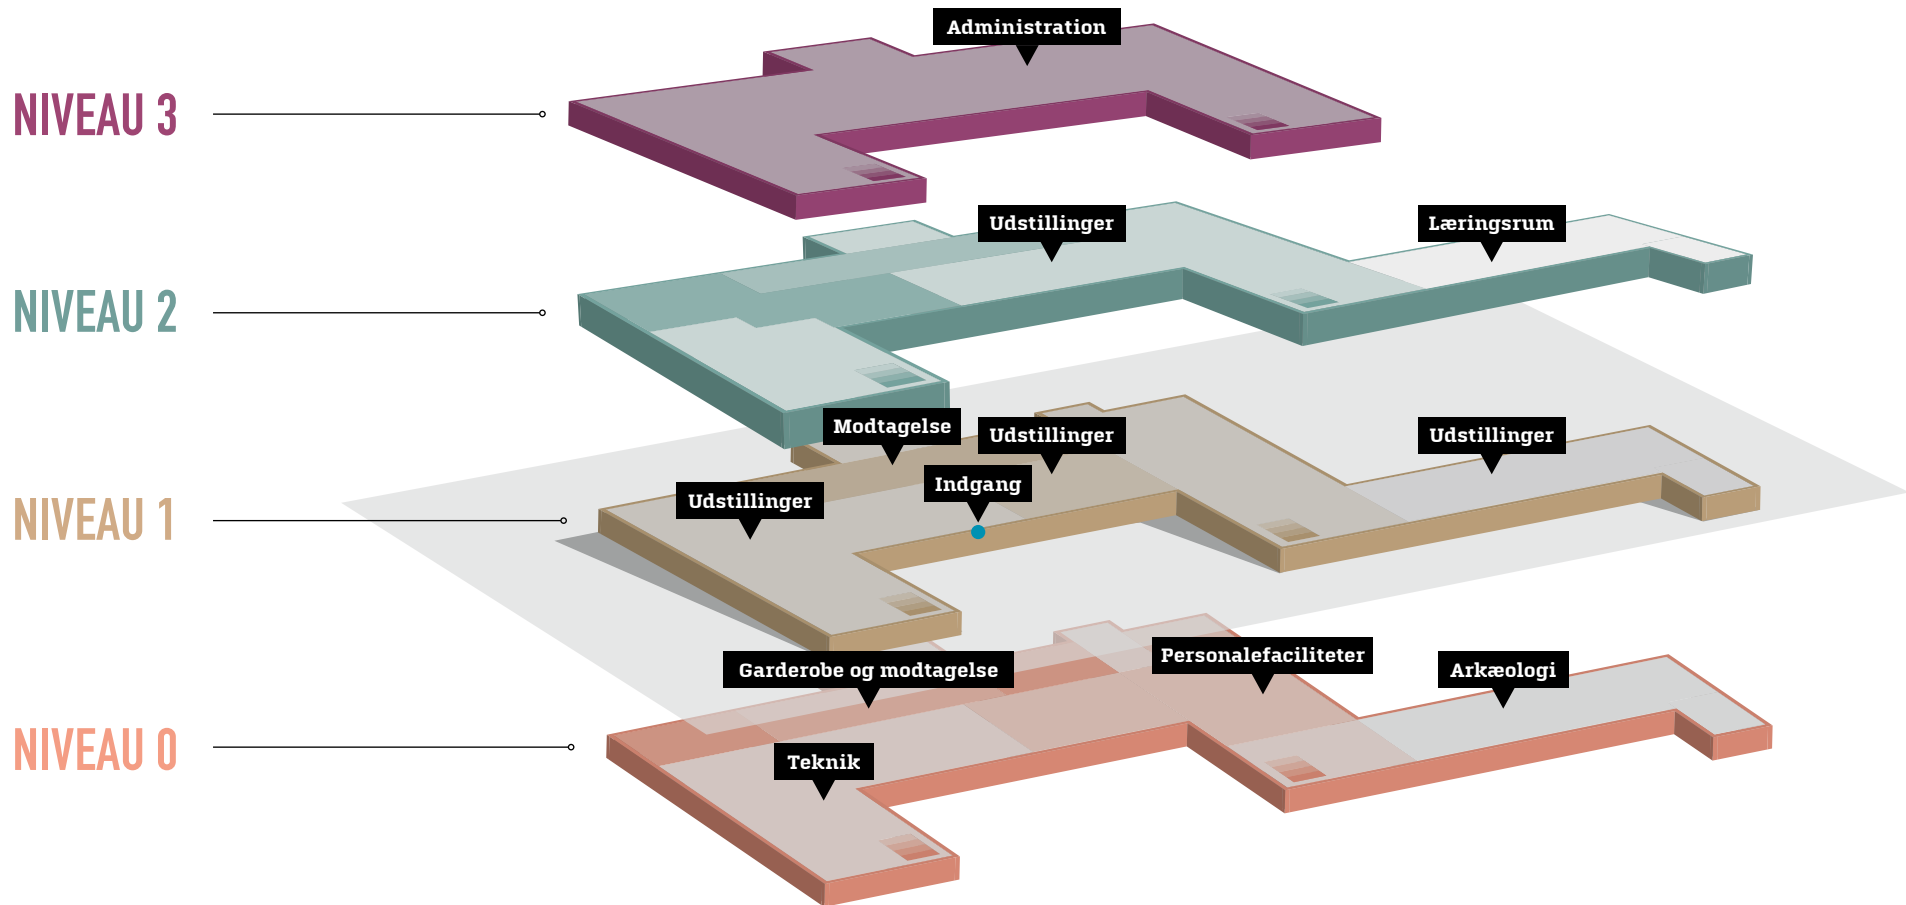 Administration
NIVEAU 3
Udstillinger
Læringsrum
NIVEAU 2
Modtagelse
Udstillinger
Udstillinger
Indgang
Udstillinger
NIVEAU 1
Personalefaciliteter
Garderobe og modtagelse
Arkæologi
NIVEAU 0
Teknik